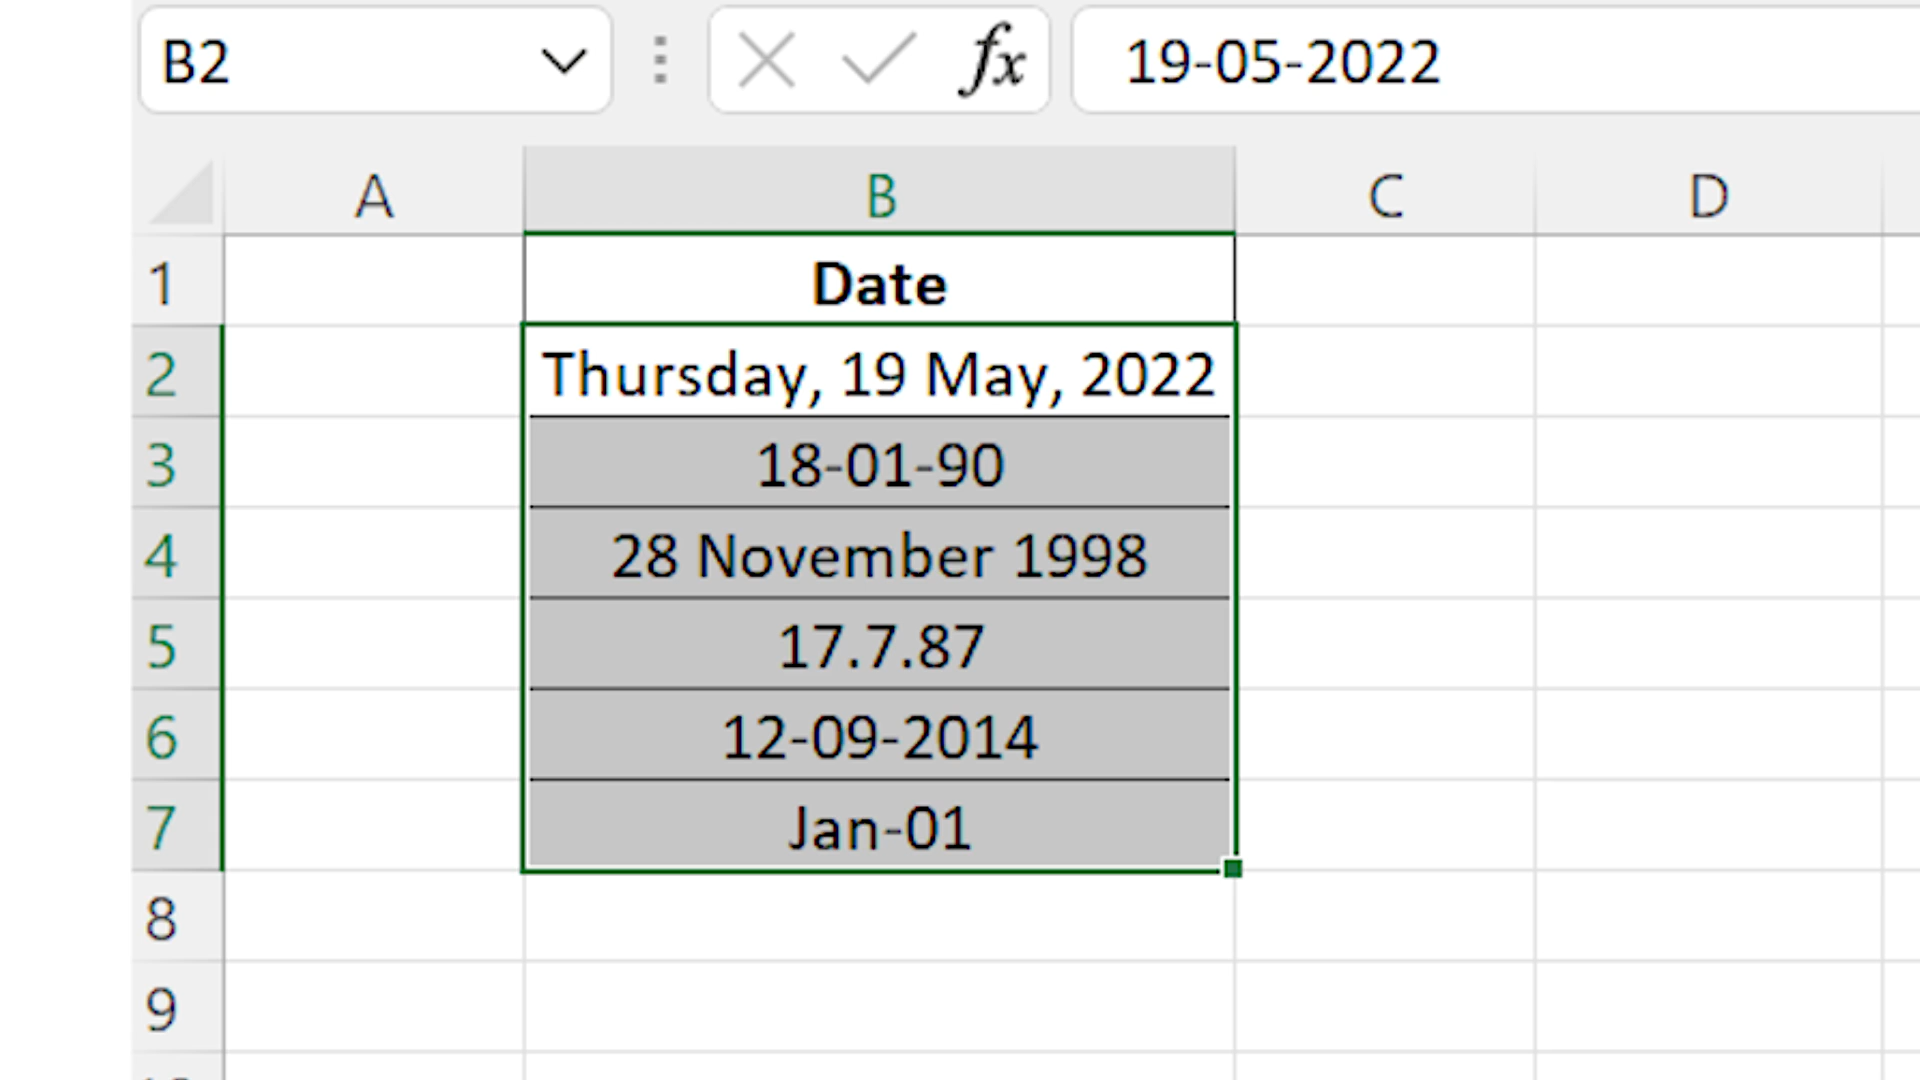 B2 fx 19-05-2022
A B C D
1 Date
2 Thursday, 19 May, 2022
3 18-01-90
4 28 November 1998
5 17.7.87
6 12-09-2014
7 Jan-01
8
9